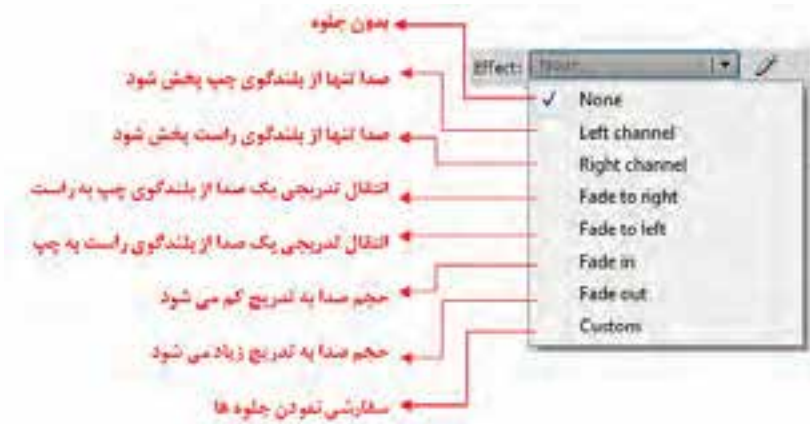 بدون جلوه
صدا تنها از بلندگوی چپ پخش شود
صدا تنها از بلندگوی راست پخش شود
انتقال تدریجی یک صدا از بلندگوی چپ به راست
انتقال تدریجی یک صدا از بلندگوی راست به چپ
حجم صدا به تدریج کم می شود
حجم صدا به تدریج زیاد می شود
سفارشی نمودن جلوه ها
Effect: None
None
Left channel
Right channel
Fade to right
Fade to left
Fade in
Fade out
Custom